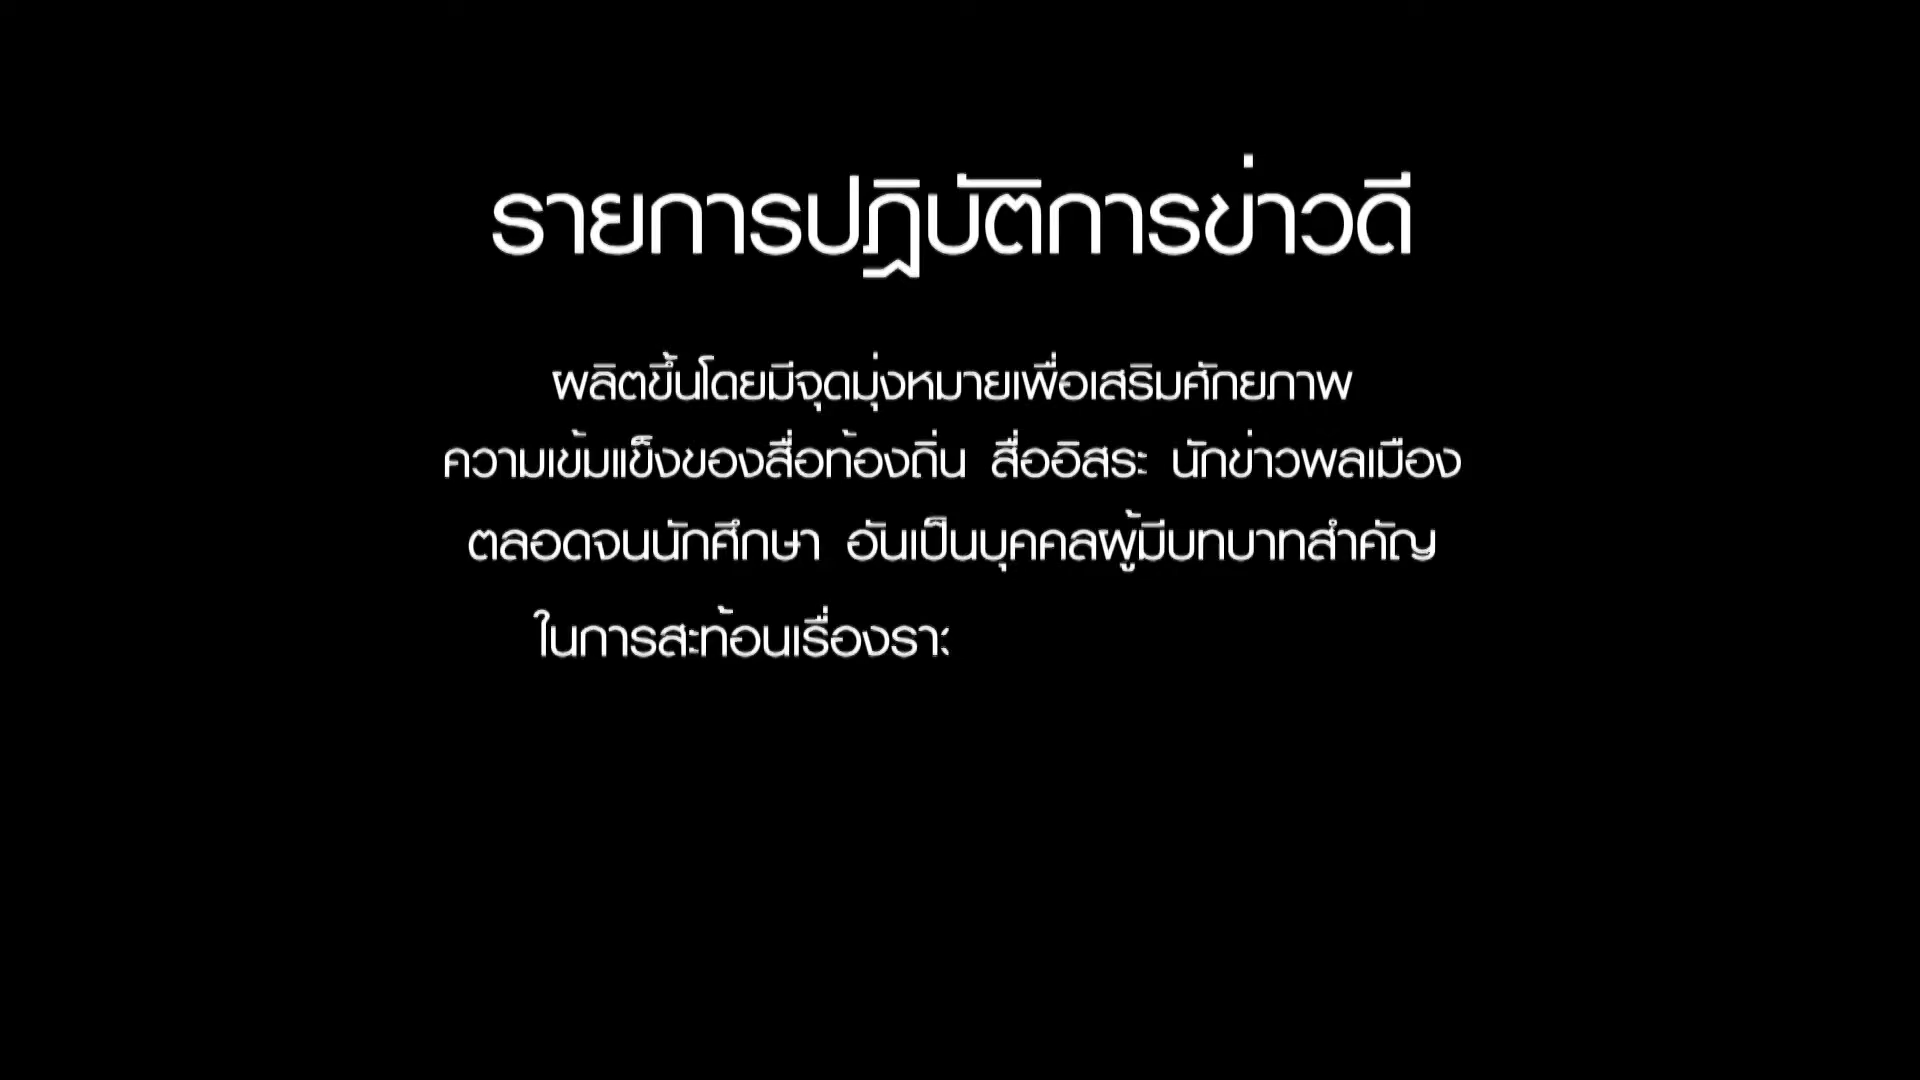 รายการปฏิบัติการข่าวดี
ผลิตขึ้นโดยมีจุดมุ่งหมายเพื่อเสริมศักยภาพ
ความเข้มแข็งของสื่อท้องถิ่น สื่ออิสระ นักข่าวพลเมือง
ตลอดจนนักศึกษา อันเป็นบุคคลผู้มีบทบาทสำคัญ
ในการสะท้อนเรื่องรา